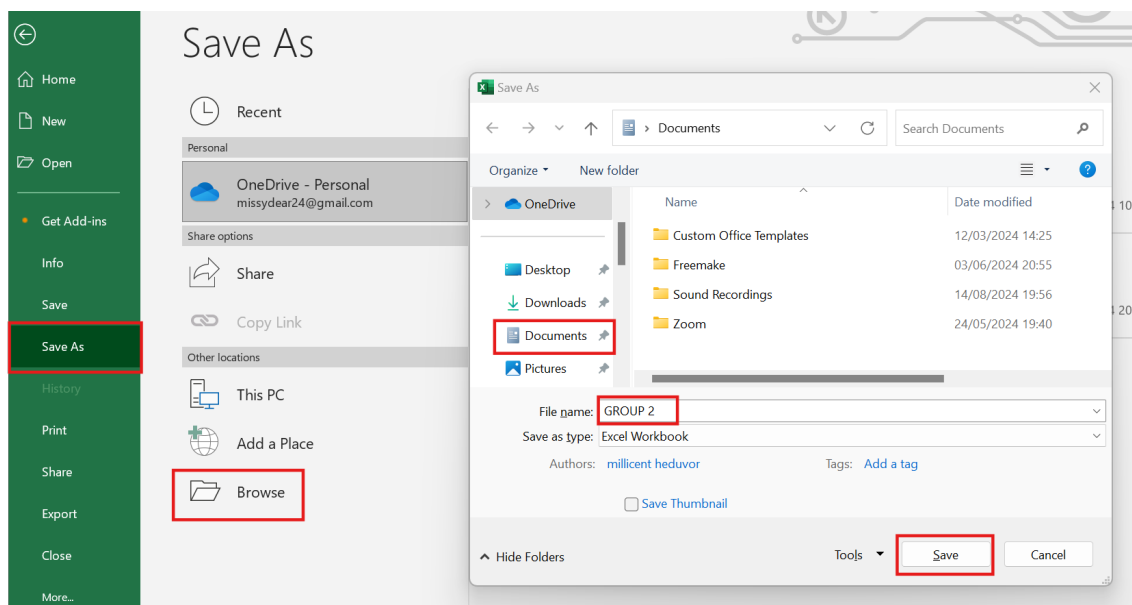 Save As
Home
New
Open
Get Add-ins
Info
Save
Save As
History
Print
Share
Export
Close
More...
Recent
Personal
OneDrive - Personal
missydear24@gmail.com
Share options
Share
Copy Link
Other locations
This PC
Add a Place
Browse
Save As
Documents
Search Documents
Organize
New folder
OneDrive
Desktop
Downloads
Documents
Pictures
Name Date modified
Custom Office Templates 12/03/2024 14:25
Freemake 03/06/2024 20:55
Sound Recordings 14/08/2024 19:56
Zoom 24/05/2024 19:40
File name: GROUP 2
Save as type: Excel Workbook
Authors: millicent heduvor Tags: Add a tag
Save Thumbnail
Hide Folders Tools Save Cancel